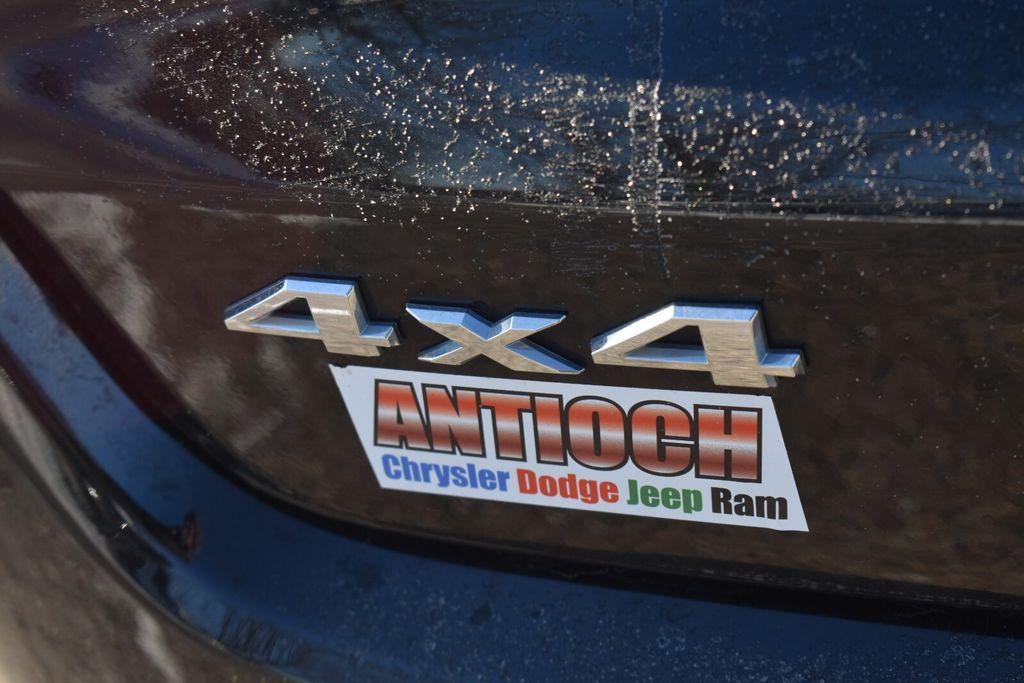 4x4
ANTIOCH
Chrysler Dodge Jeep Ram